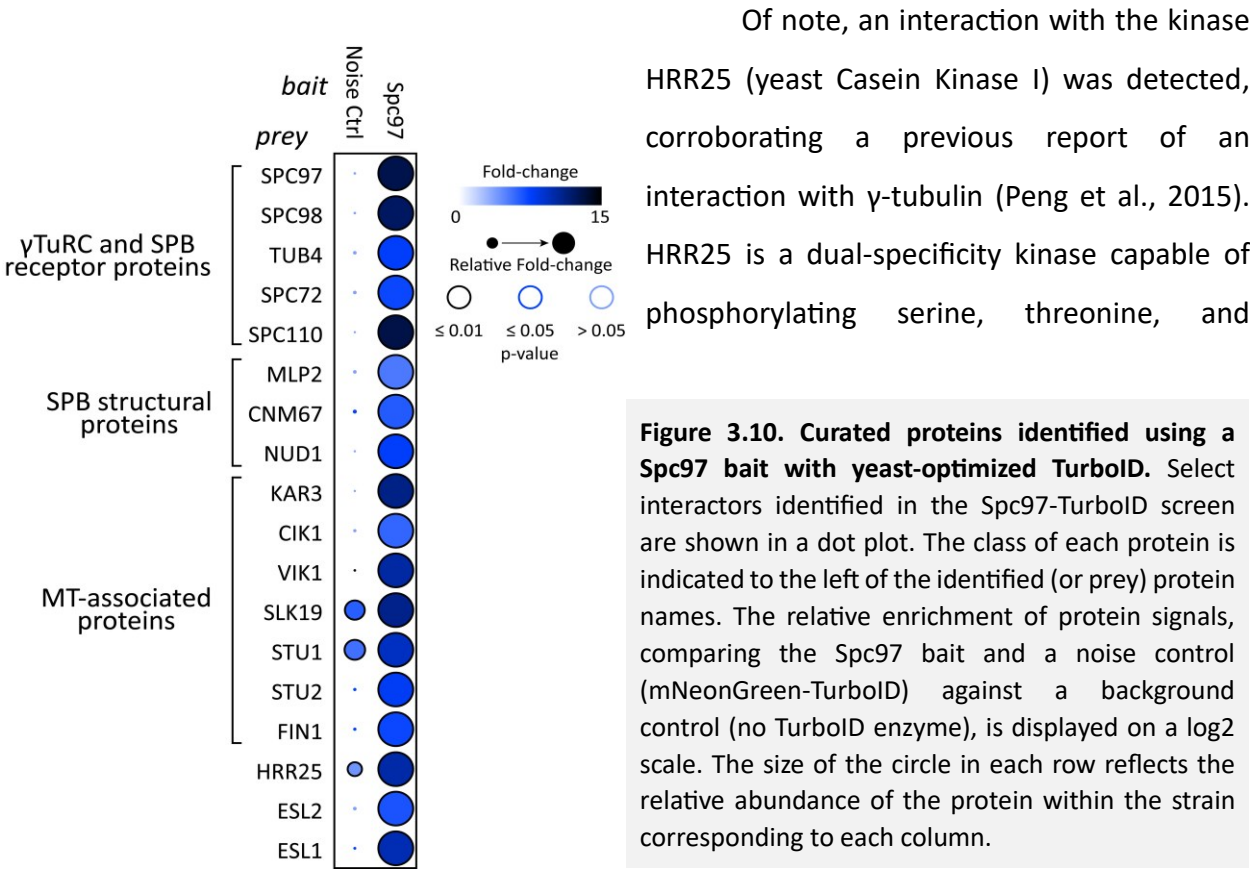 bait
Noise Ctrl
Spc97
prey
γTuRC and SPB
receptor proteins
SPC97
SPC98
TUB4
SPC72
SPC110
SPB structural
proteins
MLP2
CNM67
NUD1
MT-associated
proteins
KAR3
CIK1
VIK1
SLK19
STU1
STU2
FIN1
HRR25
ESL2
ESL1
Fold-change
0 15
Relative Fold-change
≤ 0.01 ≤ 0.05 > 0.05
p-value
Of note, an interaction with the kinase
HRR25 (yeast Casein Kinase I) was detected,
corroborating a previous report of an
interaction with γ-tubulin (Peng et al., 2015).
HRR25 is a dual-specificity kinase capable of
phosphorylating serine, threonine, and
Figure 3.10. Curated proteins identified using a
Spc97 bait with yeast-optimized TurboID. Select
interactors identified in the Spc97-TurboID screen
are shown in a dot plot. The class of each protein is
indicated to the left of the identified (or prey) protein
names. The relative enrichment of protein signals,
comparing the Spc97 bait and a noise control
(mNeonGreen-TurboID) against a background
control (no TurboID enzyme), is displayed on a log2
scale. The size of the circle in each row reflects the
relative abundance of the protein within the strain
corresponding to each column.